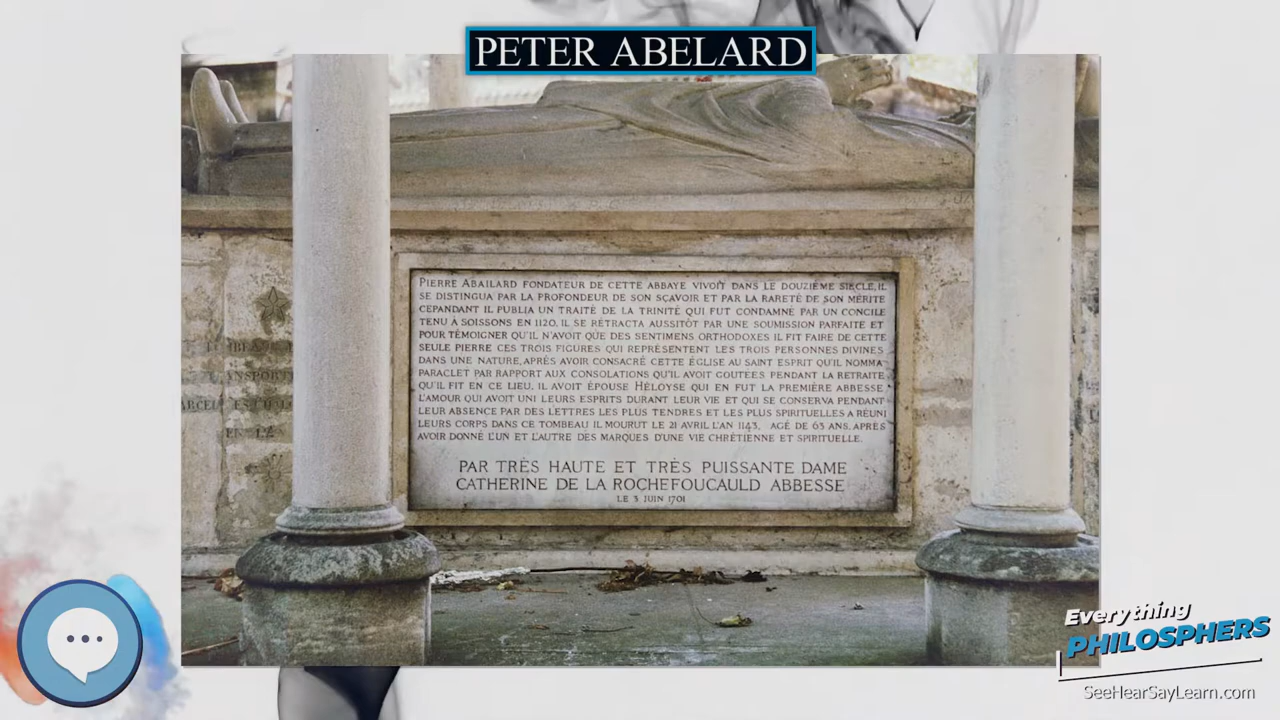 PETER ABELARD
PIERRE ABAILARD FONDATEUR DE CETTE ABBAYE VIVOIT DANS LE DOUZIÈME SIECLE, IL
SE DISTINGUA PAR LA PROFONDEUR DE SON SÇAVOIR ET PAR LA RARETÉ DE SON MÉRITE
CEPANDANT IL PUBLIA UN TRAITÉ DE LA TRINITÉ QUI FUT CONDAMNÉ PAR UN CONCILE
TENU À SOISSONS EN 1120. IL SE RÉTRACTA AUSSITÔT PAR UNE SOUMISSION PARFAITE ET
POUR TÉMOIGNER QU'IL N'AVOIT QUE DES SENTIMENS ORTHODOXES IL FIT FAIRE DE CETTE
SEULE PIERRE CES TROIS FIGURES QUI REPRÉSENTENT LES TROIS PERSONNES DIVINES
DANS UNE NATURE, APRÈS AVOIR CONSACRÉ CETTE ÉGLISE AU SAINT ESPRIT QU'IL NOMMA
PARACLET PAR RAPPORT AUX CONSOLATIONS QU'IL AVOIT GOUTEES PENDANT LA RETRAITE
QU'IL FIT EN CE LIEU. IL AVOIT ÉPOUSE HÉLOYSE QUI EN FUT LA PREMIÈRE ABBESSE
L'AMOUR QUI AVOIT UNI LEURS ESPRITS DURANT LEUR VIE ET QUI SE CONSERVA PENDANT
LEUR ABSENCE PAR DES LETTRES LES PLUS TENDRES ET LES PLUS SPIRITUELLES A RÉUNI
LEURS CORPS DANS CE TOMBEAU IL MOURUT LE 21 AVRIL L'AN 1143, AGÉ DE 63 ANS, APRÈS
AVOIR DONNÉ L'UN ET L'AUTRE DES MARQUES D'UNE VIE CHRÉTIENNE ET SPIRITUELLE.
PAR TRÈS HAUTE ET TRÈS PUISSANTE DAME
CATHERINE DE LA ROCHEFOUCAULD ABBESSE
LE 3 JUIN 1701
Everything
PHILOSPHERS
SeeHearSayLearn.com